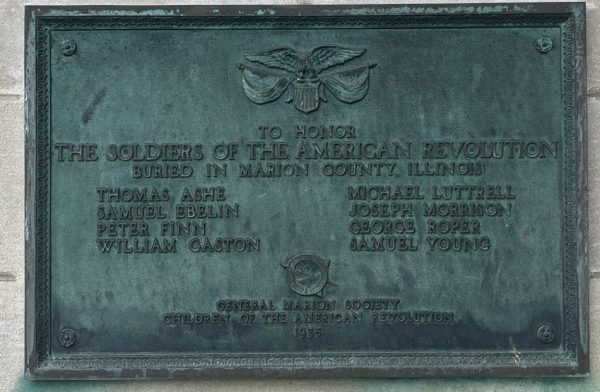 TO HONOR
THE SOLDIERS OF THE AMERICAN REVOLUTION
BURIED IN MARION COUNTY, ILLINOIS
THOMAS ASHE
SAMUEL EBELIN
PETER FINN
WILLIAM GASTON
MICHAEL LUTTRELL
JOSEPH MORRISON
GEORGE ROPER
SAMUEL YOUNG
GENERAL MARION SOCIETY
CHILDREN OF THE AMERICAN REVOLUTION